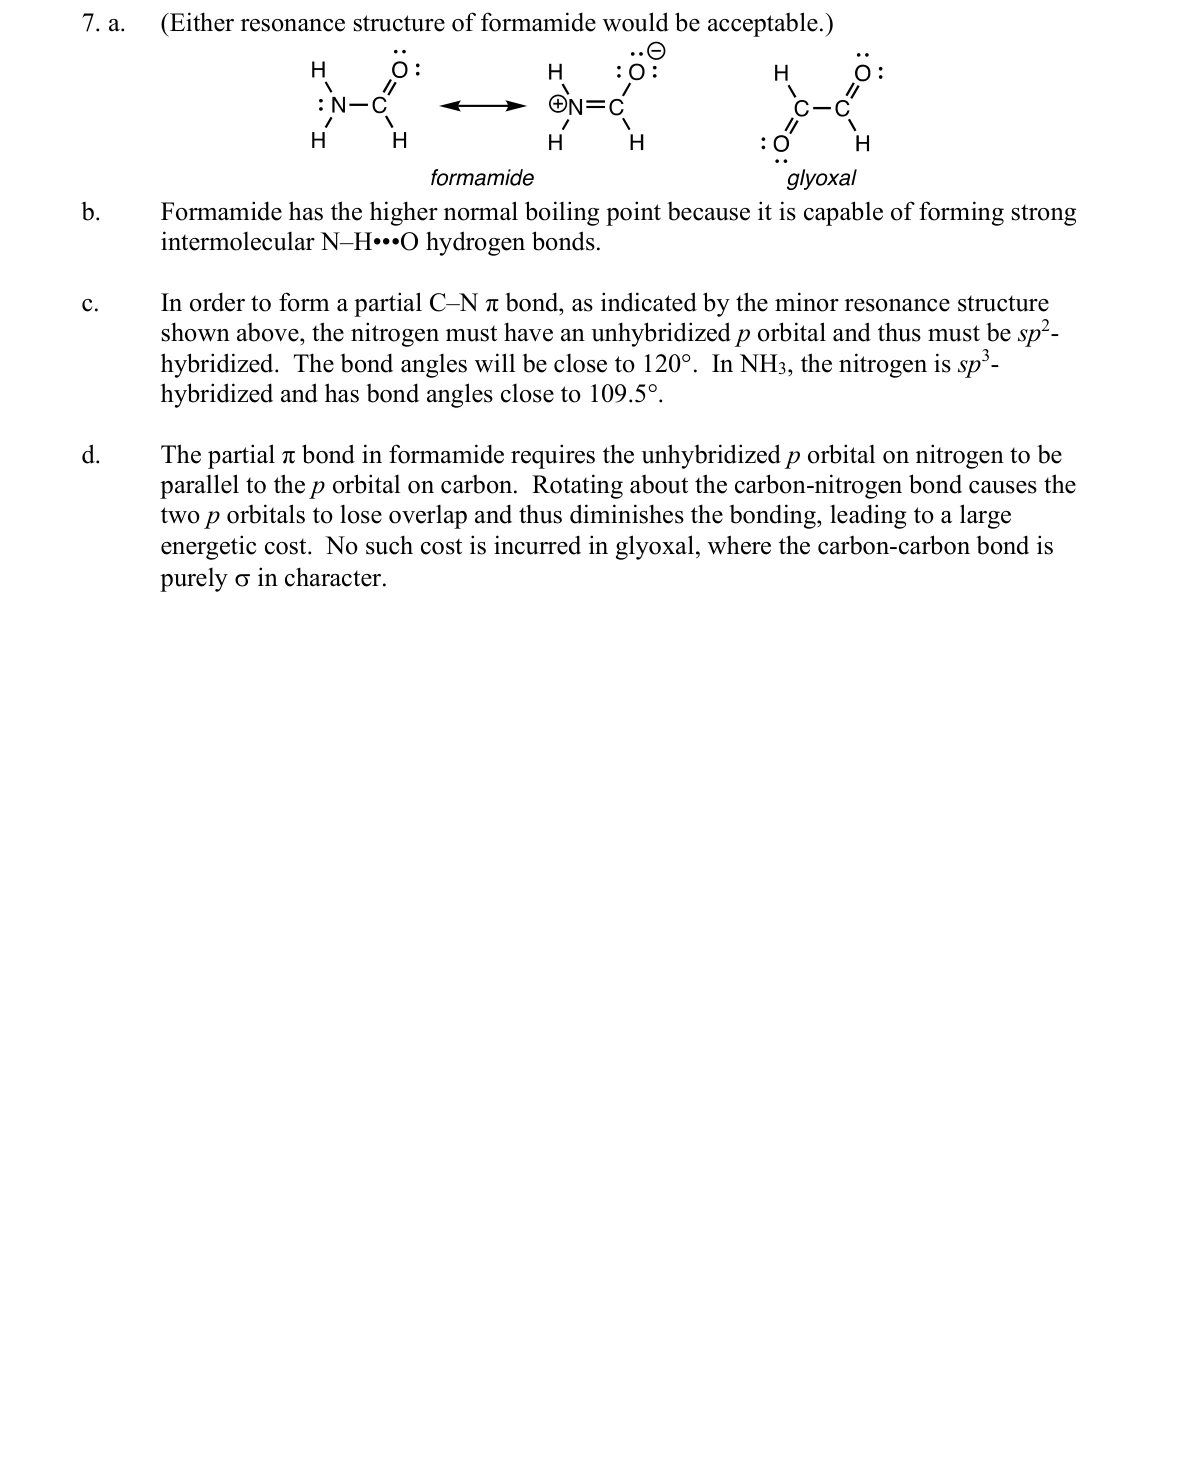 7. a. (Either resonance structure of formamide would be acceptable.)
H :N–C O: H H
H ⊕N=C :O: ⊖ H H
H C–C O: :O H
formamide
glyoxal
b. Formamide has the higher normal boiling point because it is capable of forming strong
intermolecular N–H•••O hydrogen bonds.
c. In order to form a partial C–N π bond, as indicated by the minor resonance structure
shown above, the nitrogen must have an unhybridized p orbital and thus must be sp²-
hybridized. The bond angles will be close to 120°. In NH₃, the nitrogen is sp³-
hybridized and has bond angles close to 109.5°.
d. The partial π bond in formamide requires the unhybridized p orbital on nitrogen to be
parallel to the p orbital on carbon. Rotating about the carbon-nitrogen bond causes the
two p orbitals to lose overlap and thus diminishes the bonding, leading to a large
energetic cost. No such cost is incurred in glyoxal, where the carbon-carbon bond is
purely σ in character.